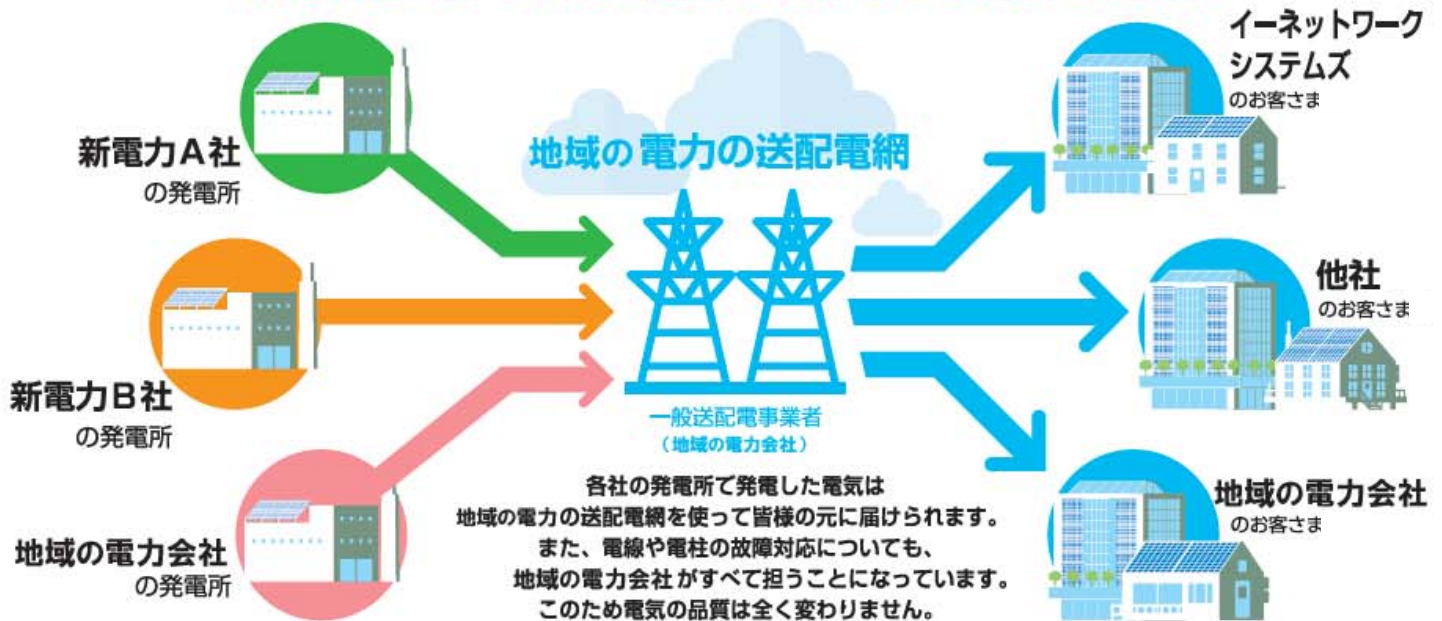 新電力A社
の発電所
新電力B社
の発電所
地域の電力会社
の発電所
地域の電力の送配電網
一般送配電事業者
（地域の電力会社）
各社の発電所で発電した電気は
地域の電力の送配電網を使って皆様の元に届けられます。
また、電線や電柱の故障対応についても、
地域の電力会社がすべて担うことになっています。
このため電気の品質は全く変わりません。
イーネットワーク
システムズ
のお客さま
他社
のお客さま
地域の電力会社
のお客さま